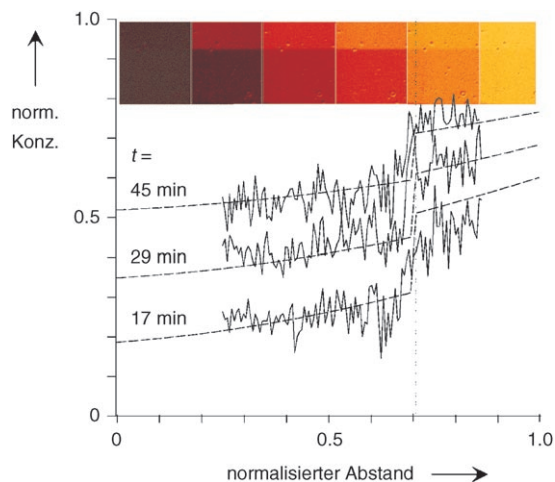 1.0
norm.
Konz.
t =
45 min
0.5
29 min
17 min
0
0 0.5 1.0
normalisierter Abstand